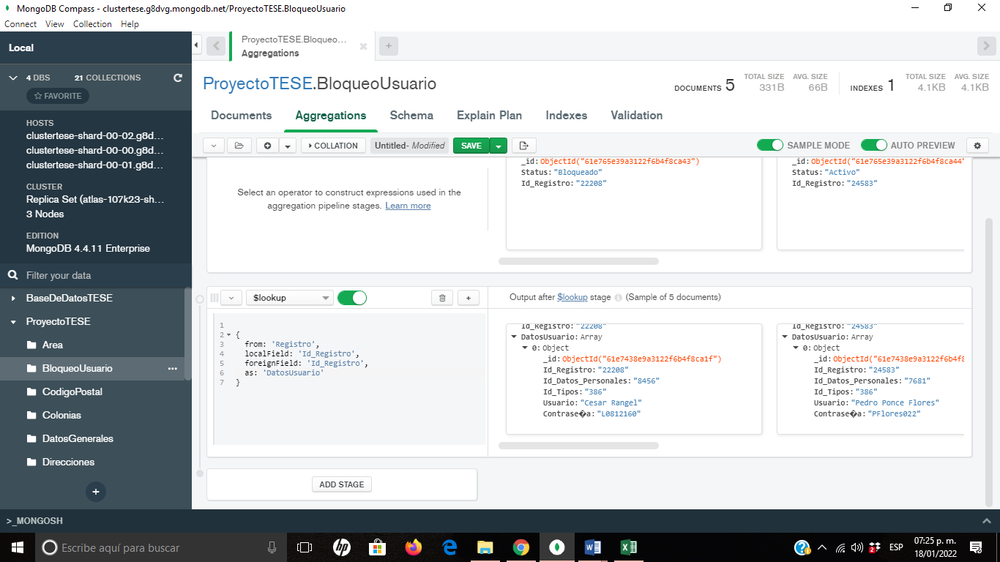 MongoDB Compass - clustertese.g8dvg.mongodb.net/ProyectoTESE.BloqueoUsuario
Connect View Collection Help
Local
4 DBS 21 COLLECTIONS
FAVORITE
HOSTS
clustertese-shard-00-02.g8d...
clustertese-shard-00-00.g8d...
clustertese-shard-00-01.g8d...
CLUSTER
Replica Set (atlas-107k23-sh...
3 Nodes
EDITION
MongoDB 4.4.11 Enterprise
Filter your data
BaseDeDatosTESE
ProyectoTESE
Area
BloqueoUsuario ...
CodigoPostal
Colonias
DatosGenerales
Direcciones
+
ProyectoTESE.Bloqueo...
Aggregations
+
ProyectoTESE.BloqueoUsuario
DOCUMENTS 5 TOTAL SIZE 331B AVG. SIZE 66B INDEXES 1 TOTAL SIZE 4.1KB AVG. SIZE 4.1KB
Documents Aggregations Schema Explain Plan Indexes Validation
COLLATION Untitled- Modified SAVE SAMPLE MODE AUTO PREVIEW
Select an operator to construct expressions used in the
aggregation pipeline stages. Learn more
_id: ObjectId("61e765e39a3122f6b4f8ca43")
Status: "Bloqueado"
Id_Registro: "22208"
_id: ObjectId("61e765e39a3122f6b4f8ca44"
Status: "Activo"
Id_Registro: "24583"
$lookup
+
Output after $lookup stage (Sample of 5 documents)
1
2 {
3 from: 'Registro',
4 localField: 'Id_Registro',
5 foreignField: 'Id_Registro',
6 as: 'DatosUsuario'
7 }
Id_Registro: "22208"
DatosUsuario: Array
0: Object
_id: ObjectId("61e7438e9a3122f6b4f8ca1f")
Id_Registro: "22208"
Id_Datos_Personales: "8456"
Id_Tipos: "386"
Usuario: "Cesar Rangel"
Contrase�a: "L0812160"
Id_Registro: "24583"
DatosUsuario: Array
0: Object
_id: ObjectId("61e7438e9a3122f6b4f8
Id_Registro: "24583"
Id_Datos_Personales: "7681"
Id_Tipos: "386"
Usuario: "Pedro Ponce Flores"
Contrase�a: "PFlores022"
ADD STAGE
>_MONGOSH
Escribe aquí para buscar
hp
ESP
07:25 p. m.
18/01/2022